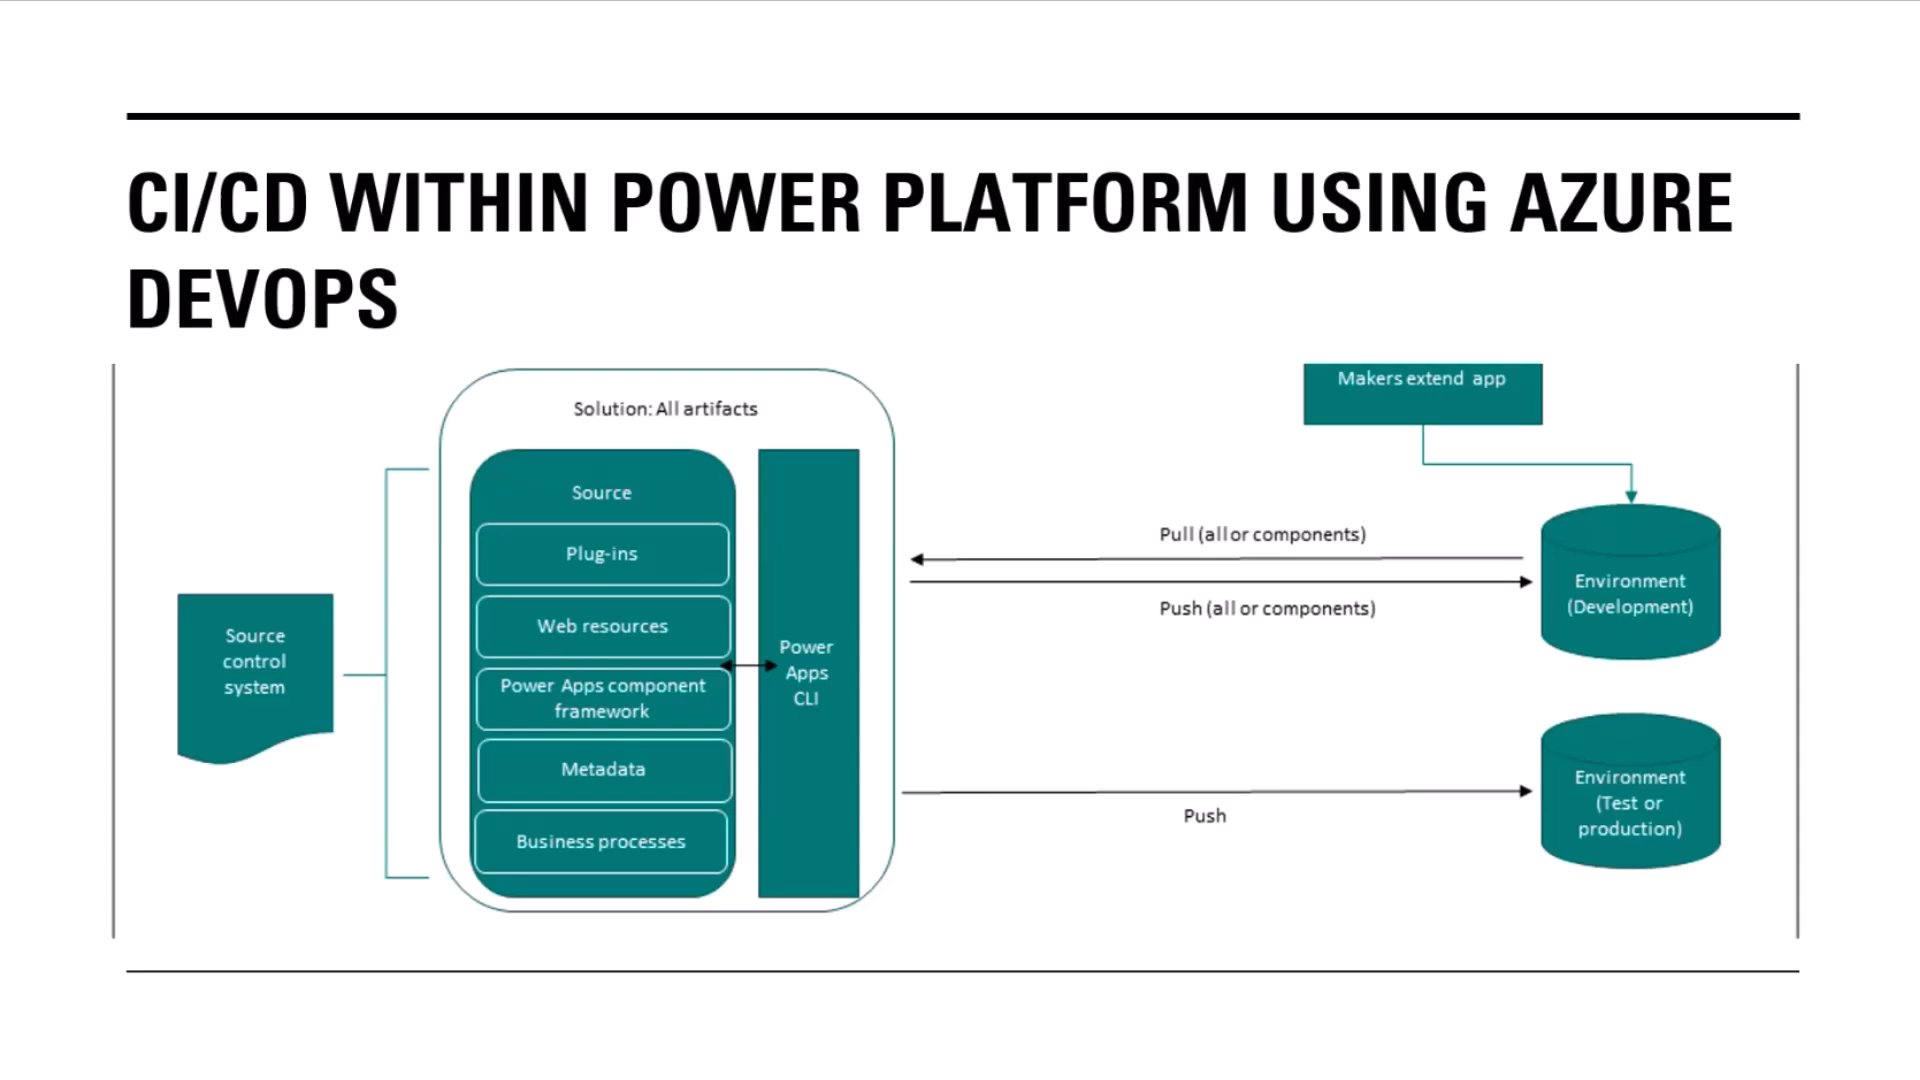 CI/CD WITHIN POWER PLATFORM USING AZURE
DEVOPS
Solution: All artifacts
Source
Plug-ins
Web resources
Power Apps component
framework
Metadata
Business processes
Power
Apps
CLI
Source
control
system
Makers extend app
Pull (all or components)
Push (all or components)
Environment
(Development)
Push
Environment
(Test or
production)